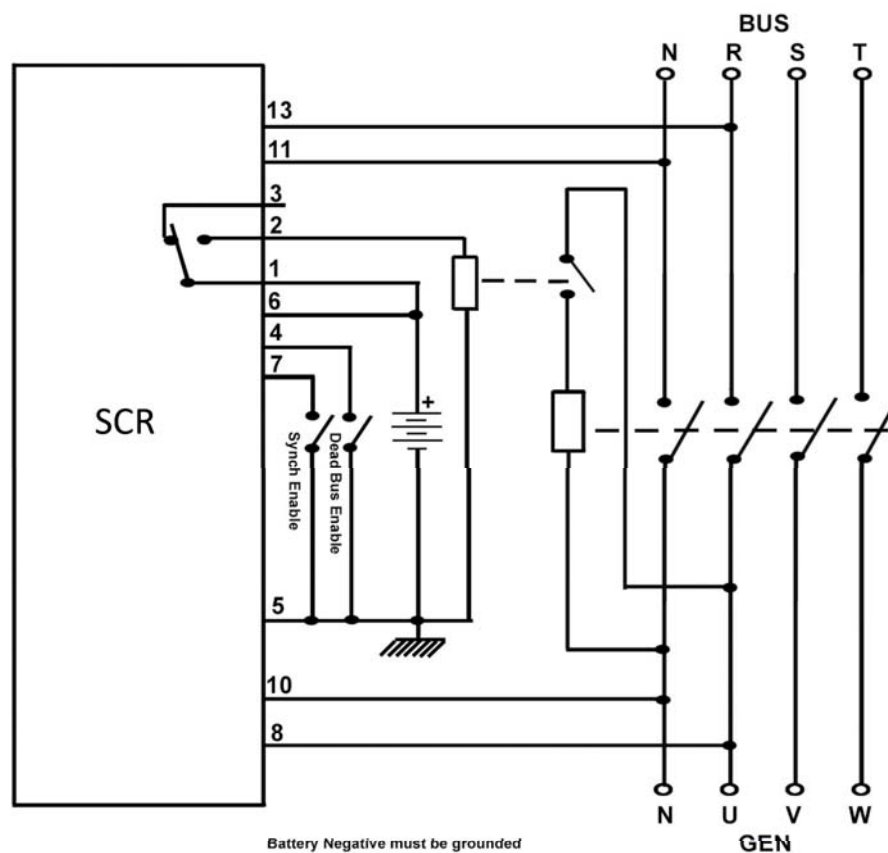 BUS
N R S T
13
11
3
2
1
6
4
7
SCR
Synch Enable
Dead Bus Enable
+
5
10
8
N U V W
Battery Negative must be grounded
GEN